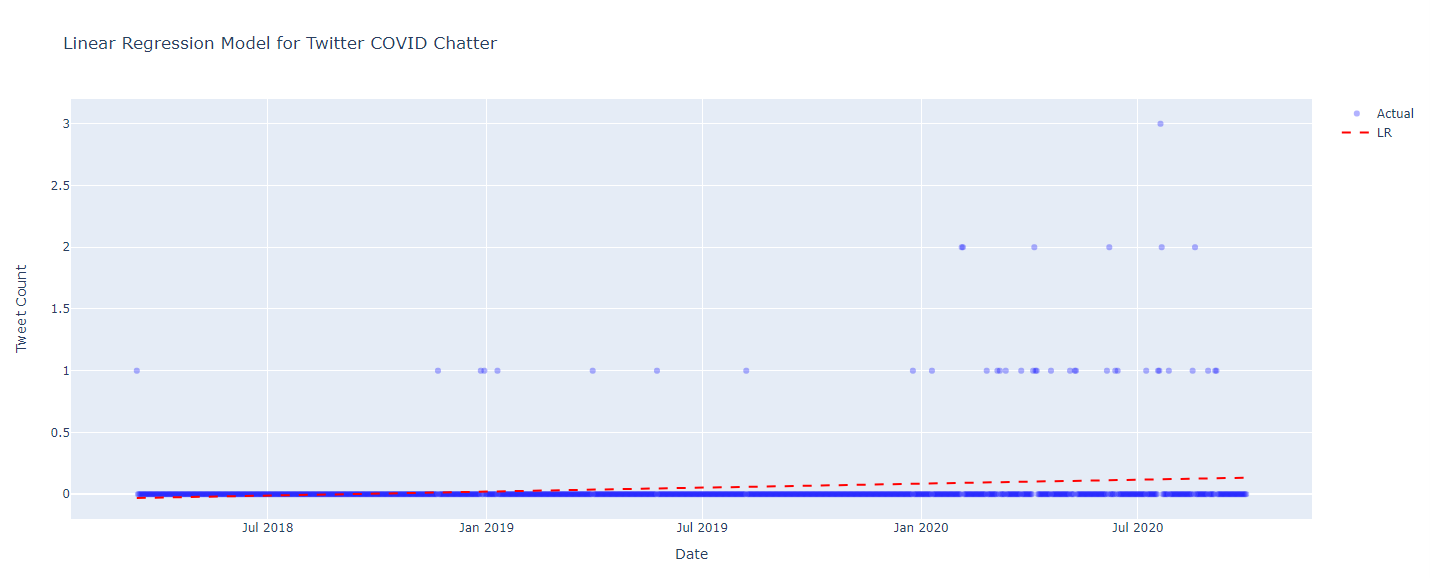 Linear Regression Model for Twitter COVID Chatter
Actual
LR
3
2.5
2
1.5
1
0.5
0
Tweet Count
Jul 2018
Jan 2019
Jul 2019
Jan 2020
Jul 2020
Date